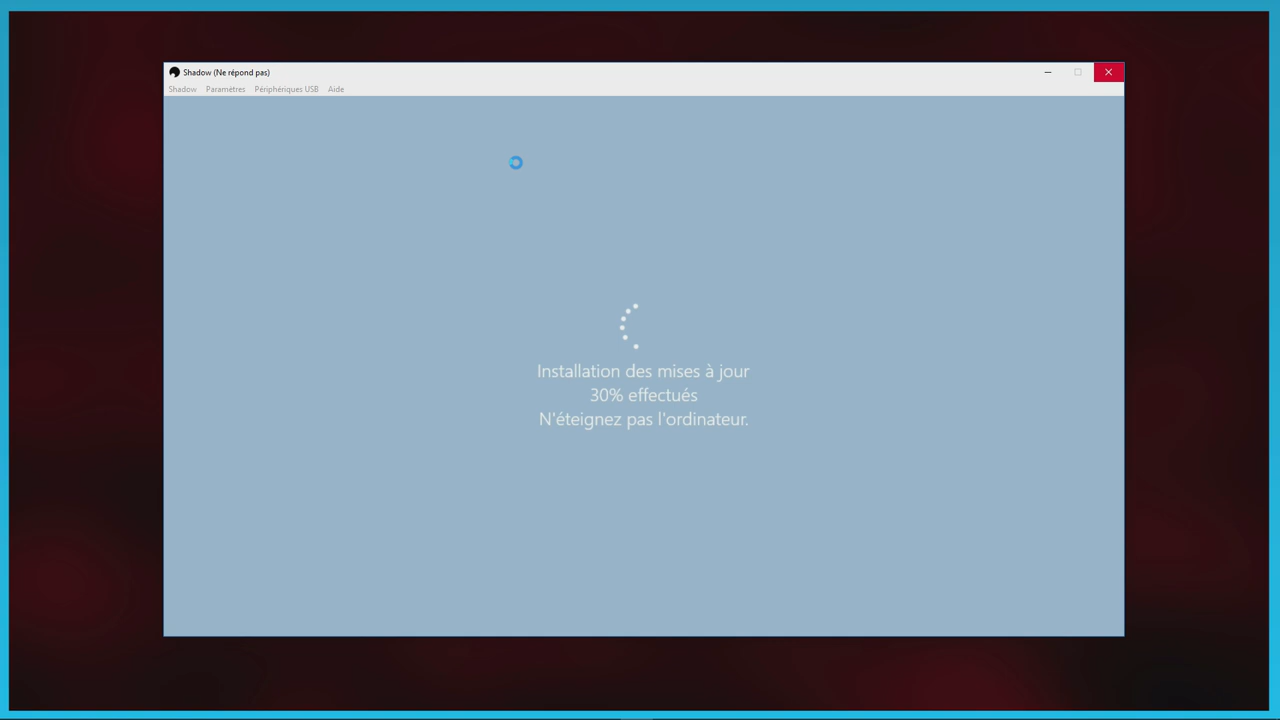 Shadow (Ne répond pas)
Shadow Paramètres Périphériques USB Aide
Installation des mises à jour
30% effectués
N'éteignez pas l'ordinateur.